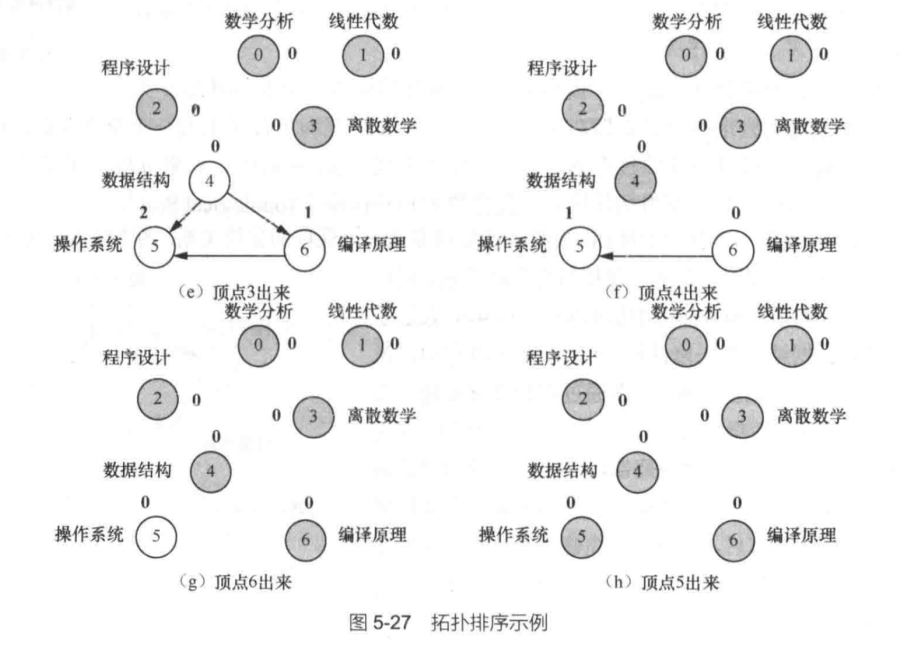 数学分析 线性代数
0 0 1 0
程序设计
2 0
0 3 离散数学
0
数据结构 4
2 1
操作系统 5 6 编译原理
（e）顶点3出来
数学分析 线性代数
0 0 1 0
程序设计
2 0
0 3 离散数学
0
数据结构 4
1 0
操作系统 5 6 编译原理
（f）顶点4出来
数学分析 线性代数
0 0 1 0
程序设计
2 0
0 3 离散数学
0
数据结构 4
0 0
操作系统 5 6 编译原理
（g）顶点6出来
数学分析 线性代数
0 0 1 0
程序设计
2 0
0 3 离散数学
0
数据结构 4
0 0
操作系统 5 6 编译原理
（h）顶点5出来
图 5-27 拓扑排序示例